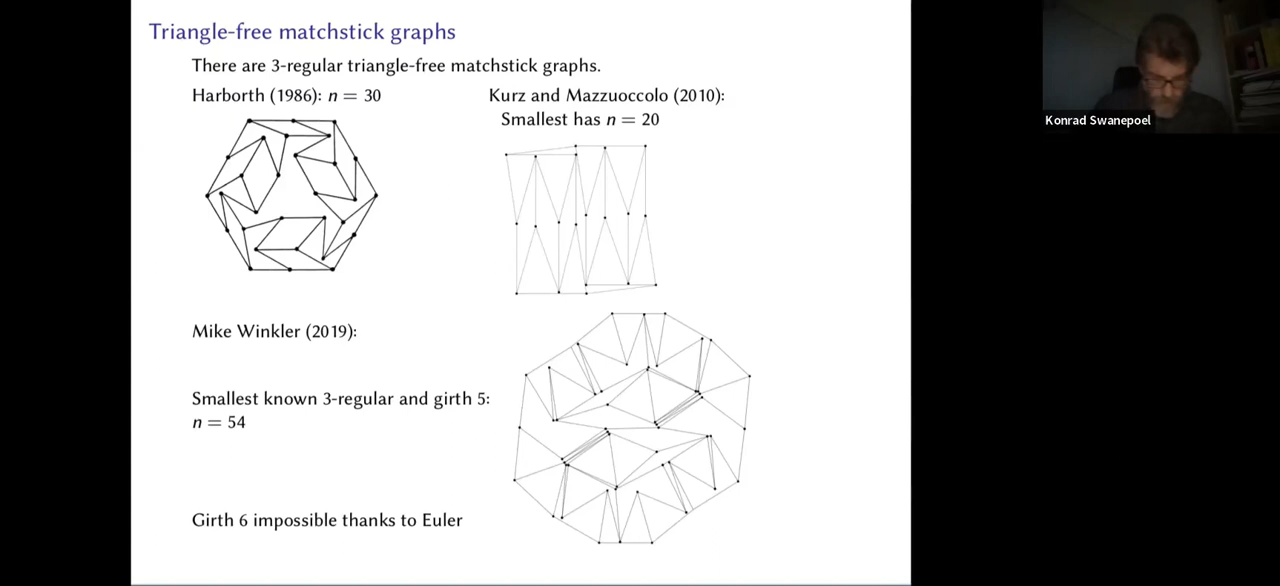 Triangle-free matchstick graphs
There are 3-regular triangle-free matchstick graphs.
Harborth (1986): n = 30
Kurz and Mazzuoccolo (2010):
Smallest has n = 20
Mike Winkler (2019):
Smallest known 3-regular and girth 5:
n = 54
Girth 6 impossible thanks to Euler
Konrad Swanepoel